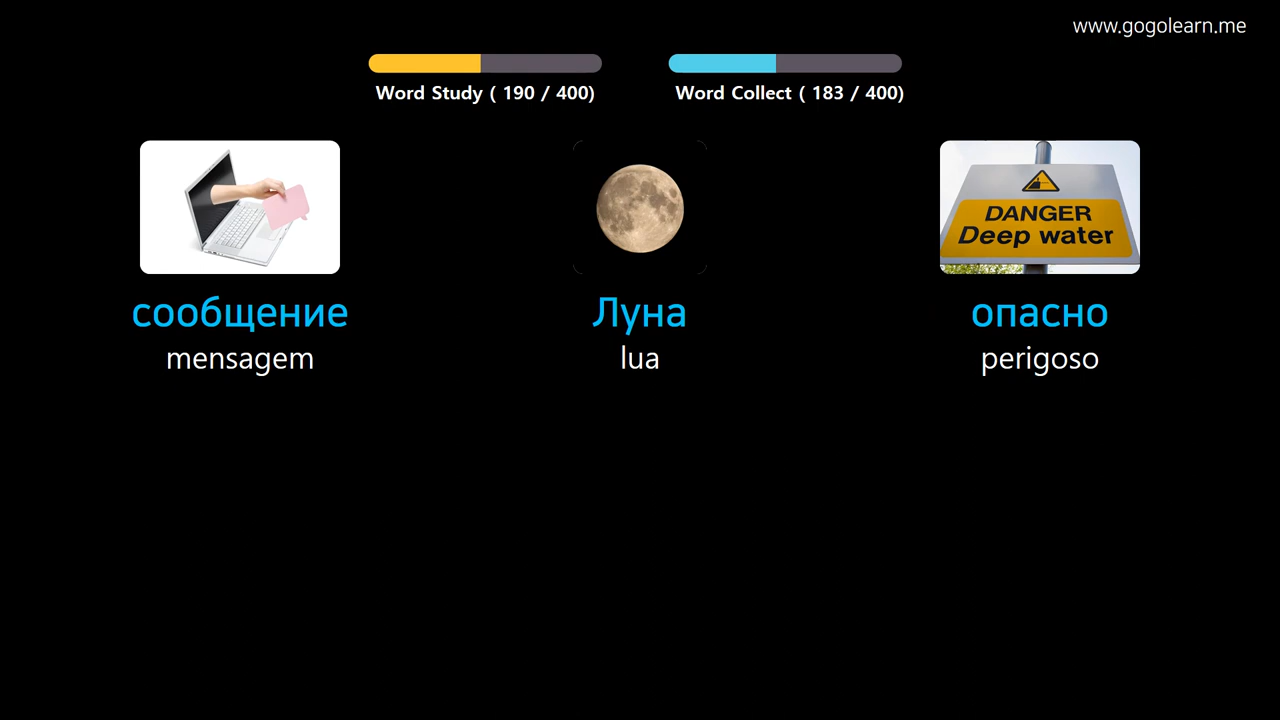 www.gogolearn.me
Word Study ( 190 / 400)
Word Collect ( 183 / 400)
DANGER
Deep water
сообщение
Луна
опасно
mensagem
lua
perigoso